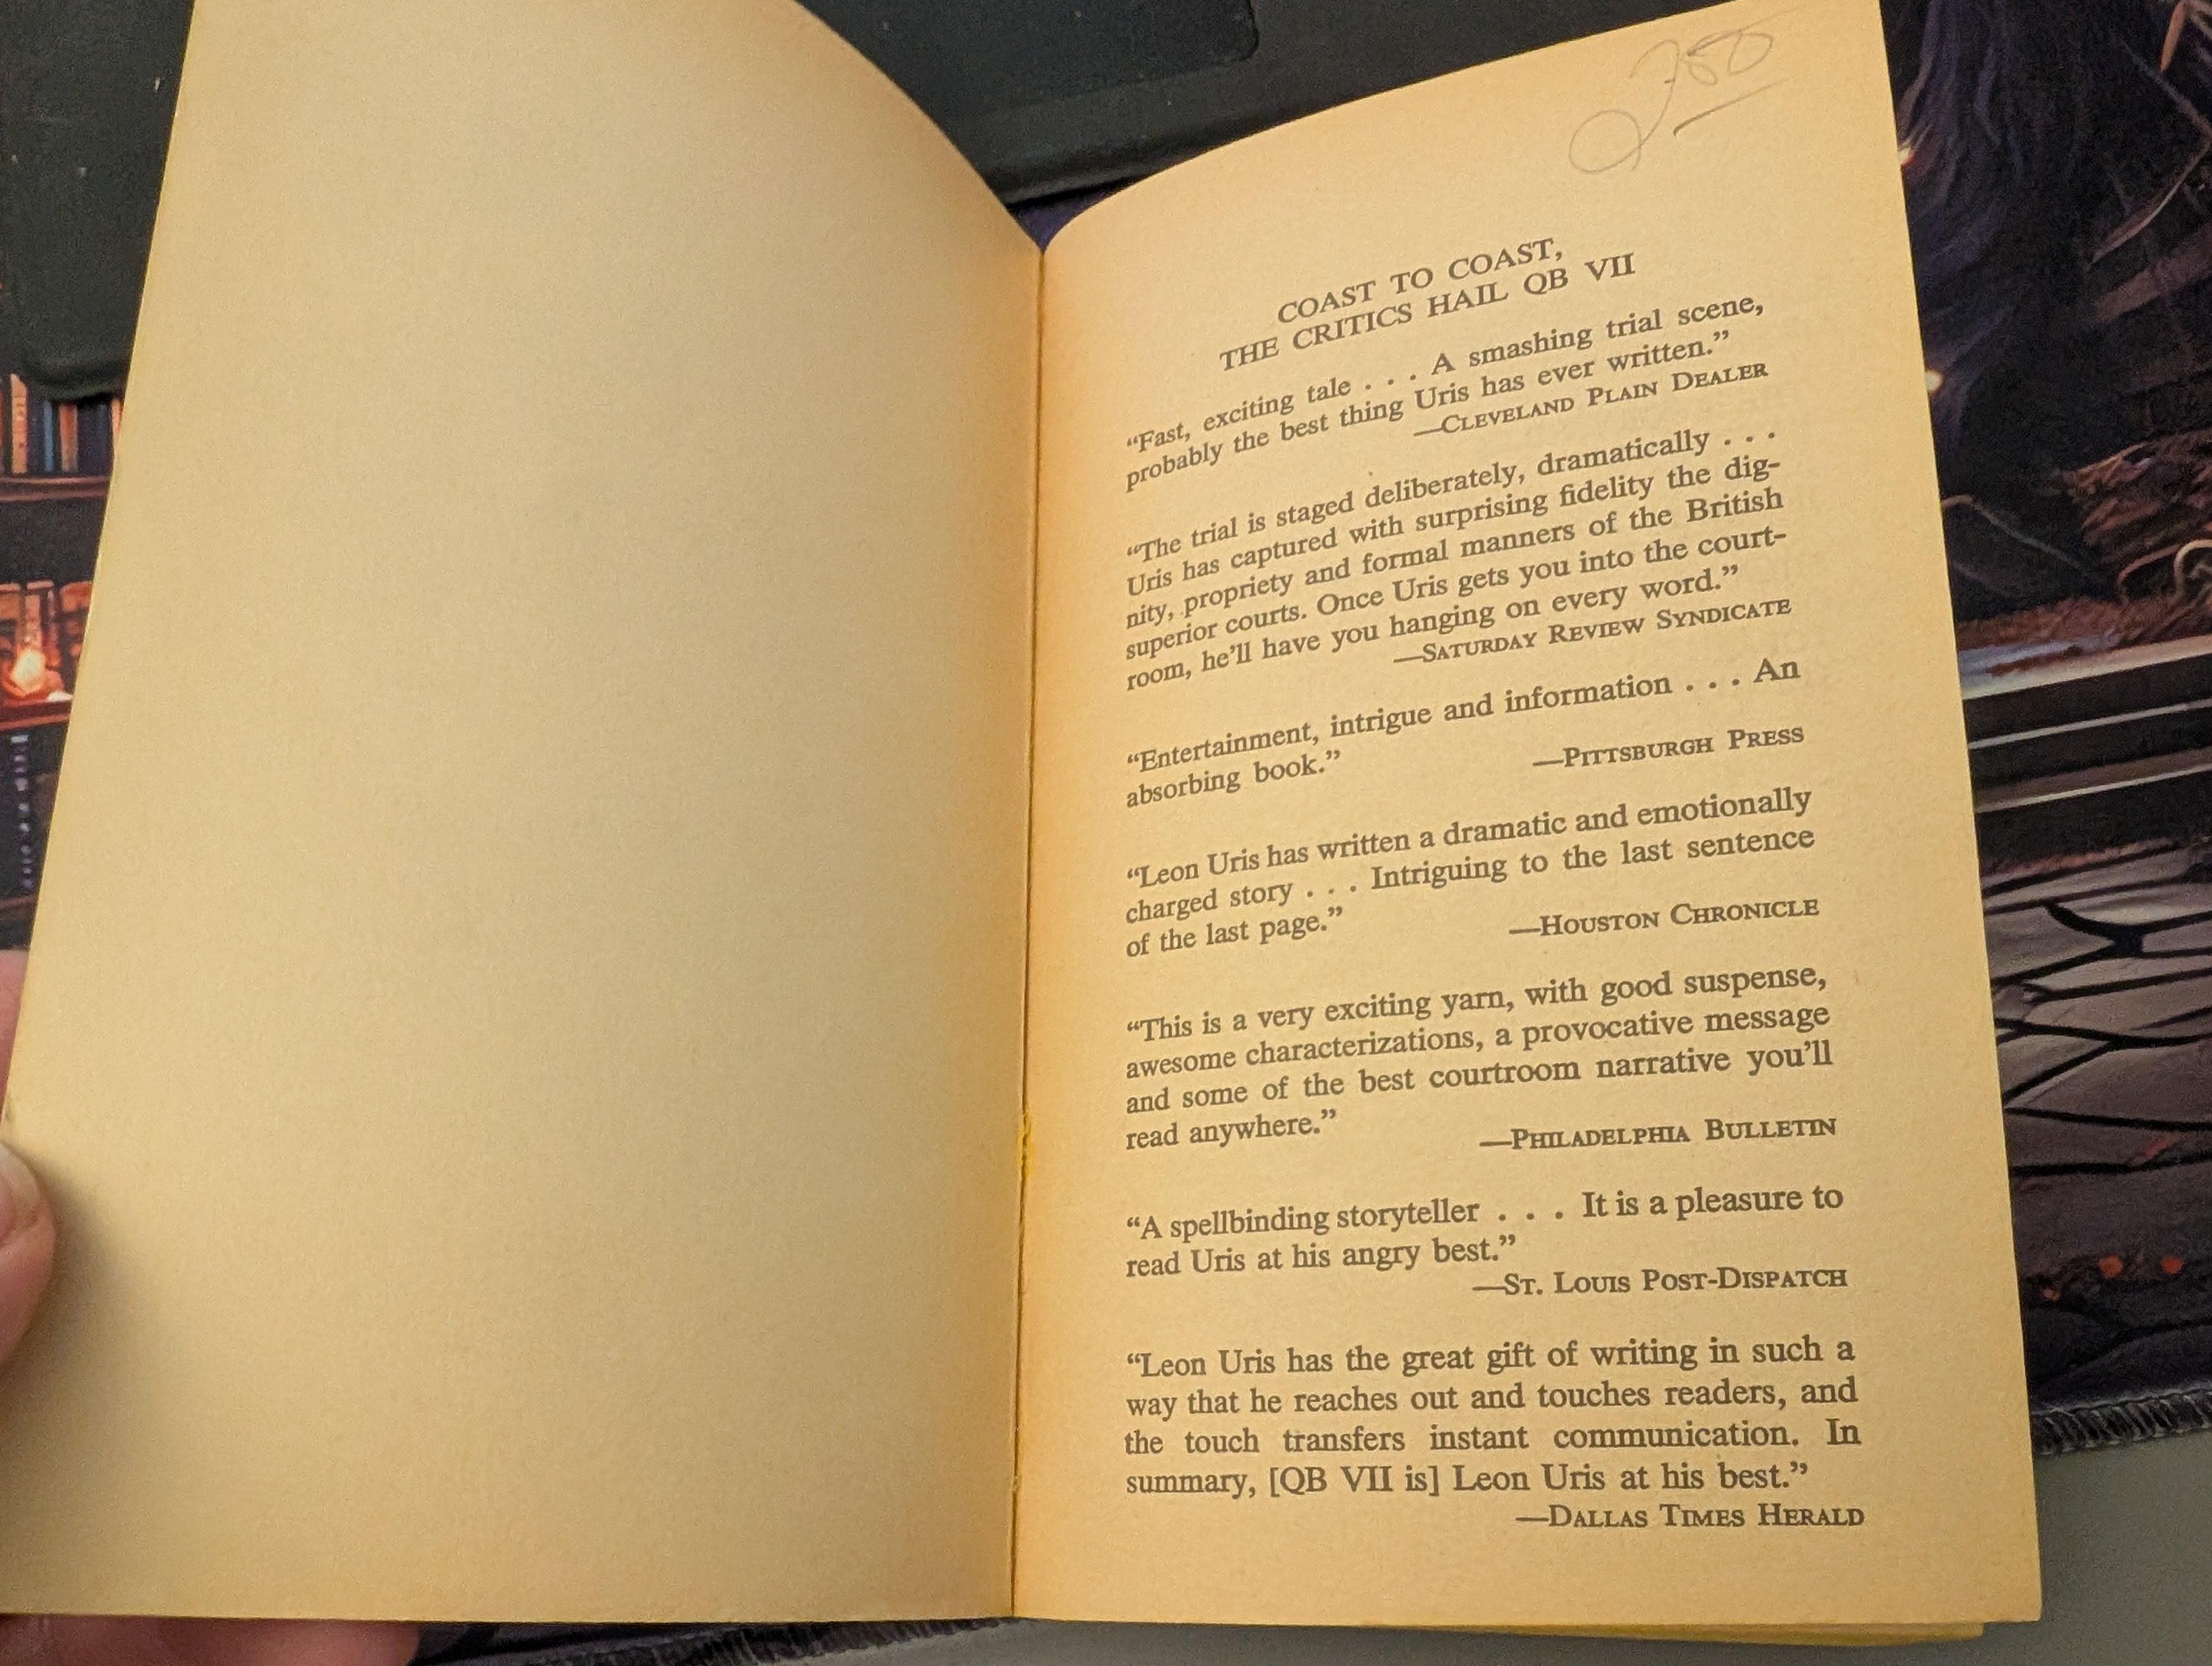 COAST TO COAST,
THE CRITICS HAIL QB VII
“Fast, exciting tale . . . A smashing trial scene,
probably the best thing Uris has ever written.”
—CLEVELAND PLAIN DEALER
“The trial is staged deliberately, dramatically . . .
Uris has captured with surprising fidelity the dig-
nity, propriety and formal manners of the British
superior courts. Once Uris gets you into the court-
room, he’ll have you hanging on every word.”
—SATURDAY REVIEW SYNDICATE
“Entertainment, intrigue and information . . . An
absorbing book.”
—PITTSBURGH PRESS
“Leon Uris has written a dramatic and emotionally
charged story . . . Intriguing to the last sentence
of the last page.”
—HOUSTON CHRONICLE
“This is a very exciting yarn, with good suspense,
awesome characterizations, a provocative message
and some of the best courtroom narrative you’ll
read anywhere.”
—PHILADELPHIA BULLETIN
“A spellbinding storyteller . . . It is a pleasure to
read Uris at his angry best.”
—ST. LOUIS POST-DISPATCH
“Leon Uris has the great gift of writing in such a
way that he reaches out and touches readers, and
the touch transfers instant communication. In
summary, [QB VII is] Leon Uris at his best.”
—DALLAS TIMES HERALD